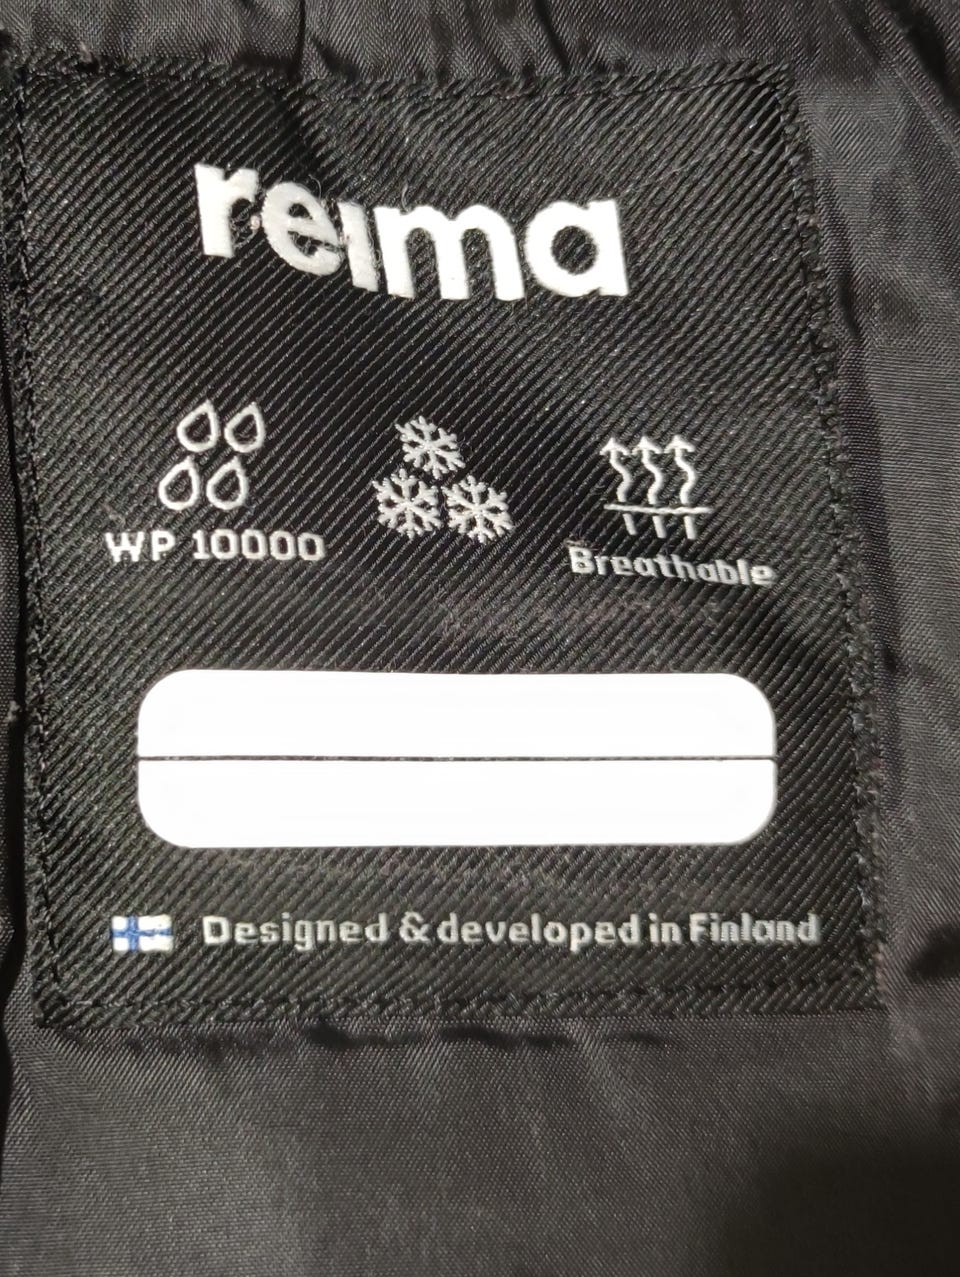 reima
WP 10000
Breathable
Designed & developed in Finland